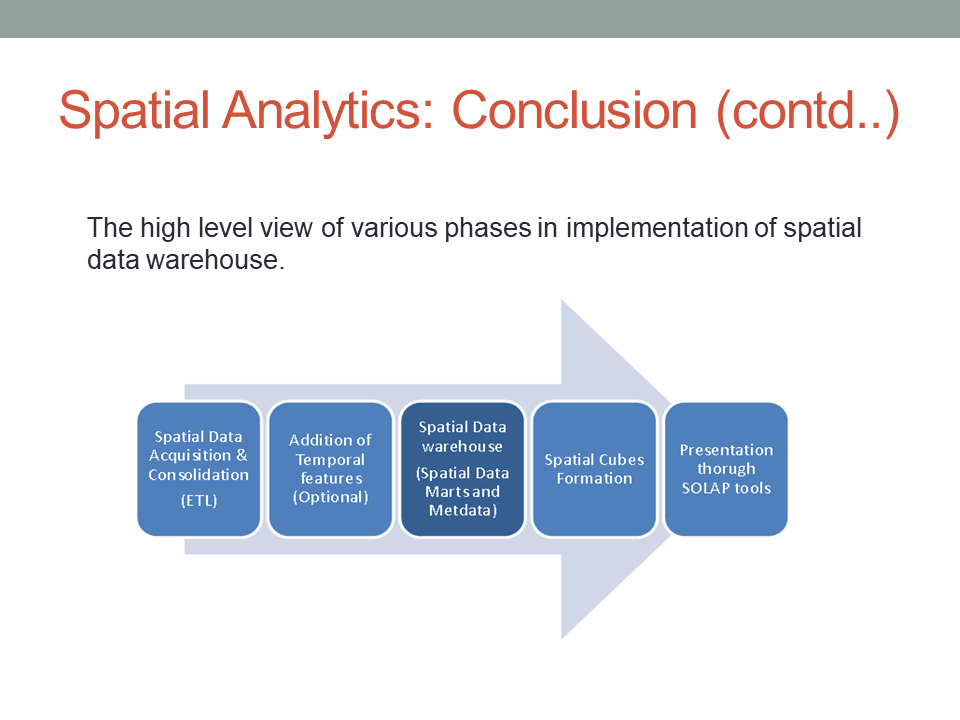 Spatial Analytics: Conclusion (contd..)
The high level view of various phases in implementation of spatial
data warehouse.
Spatial Data
Acquisition &
Consolidation
(ETL)
Addition of
Temporal
features
(Optional)
Spatial Data
warehouse
(Spatial Data
Marts and
Metdata)
Spatial Cubes
Formation
Presentation
thorugh
SOLAP tools